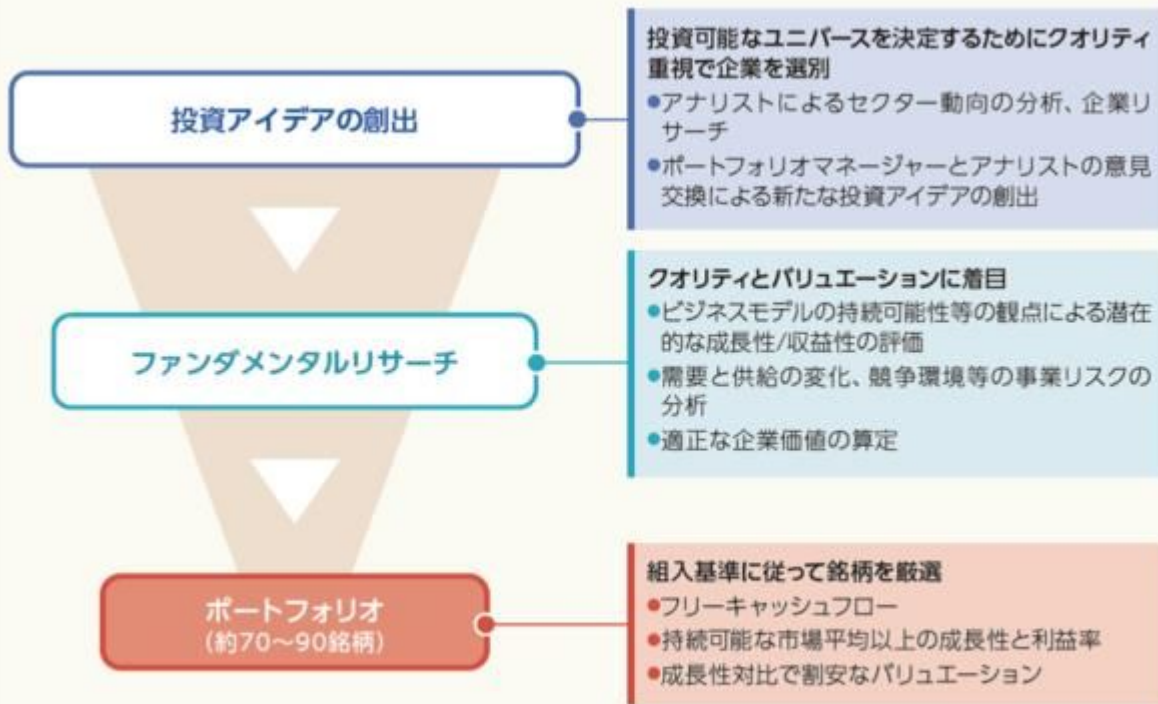 投資アイデアの創出
投資可能なユニバースを決定するためにクオリティ
重視で企業を選別
●アナリストによるセクター動向の分析、企業リ
サーチ
●ポートフォリオマネージャーとアナリストの意見
交換による新たな投資アイデアの創出
ファンダメンタルリサーチ
クオリティとバリュエーションに着目
●ビジネスモデルの持続可能性等の観点による潜在
的な成長性/収益性の評価
●需要と供給の変化、競争環境等の事業リスクの
分析
●適正な企業価値の算定
ポートフォリオ
(約70～90銘柄)
組入基準に従って銘柄を厳選
●フリーキャッシュフロー
●持続可能な市場平均以上の成長性と利益率
●成長性対比で割安なバリュエーション